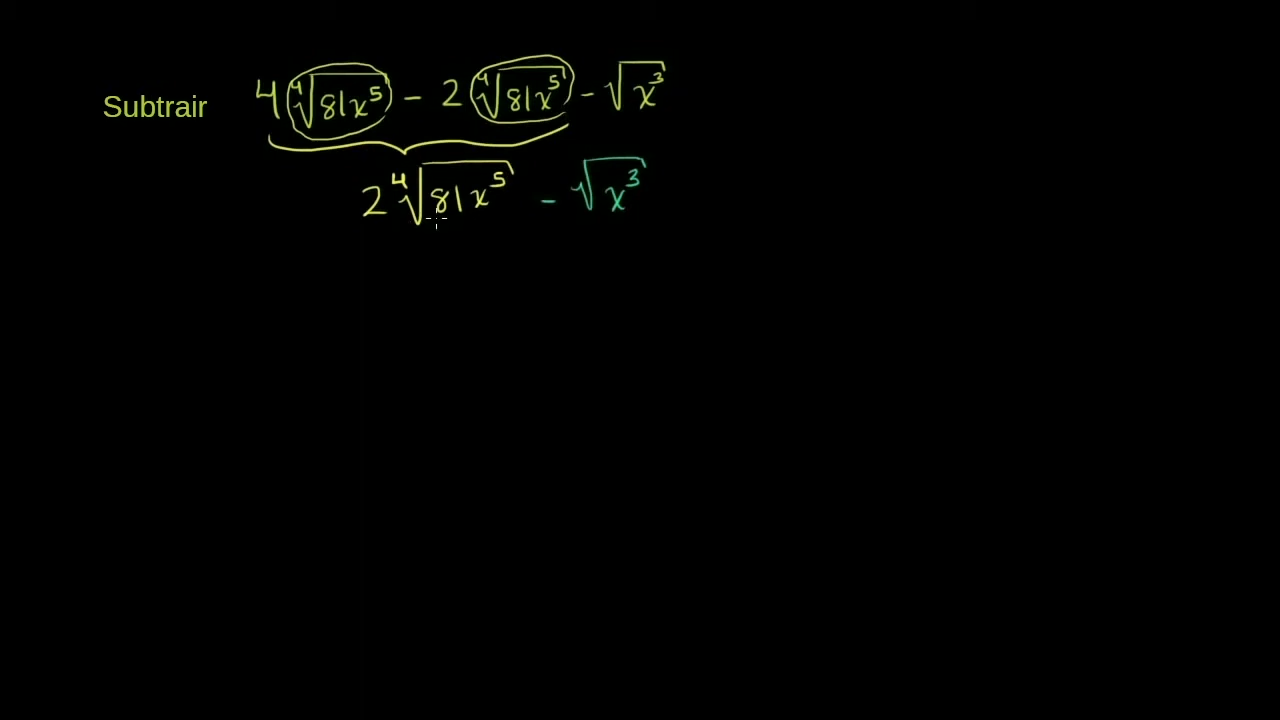 Subtrair 4∜81x⁵ - 2∜81x⁵ - √x³
2∜81x⁵ - √x³